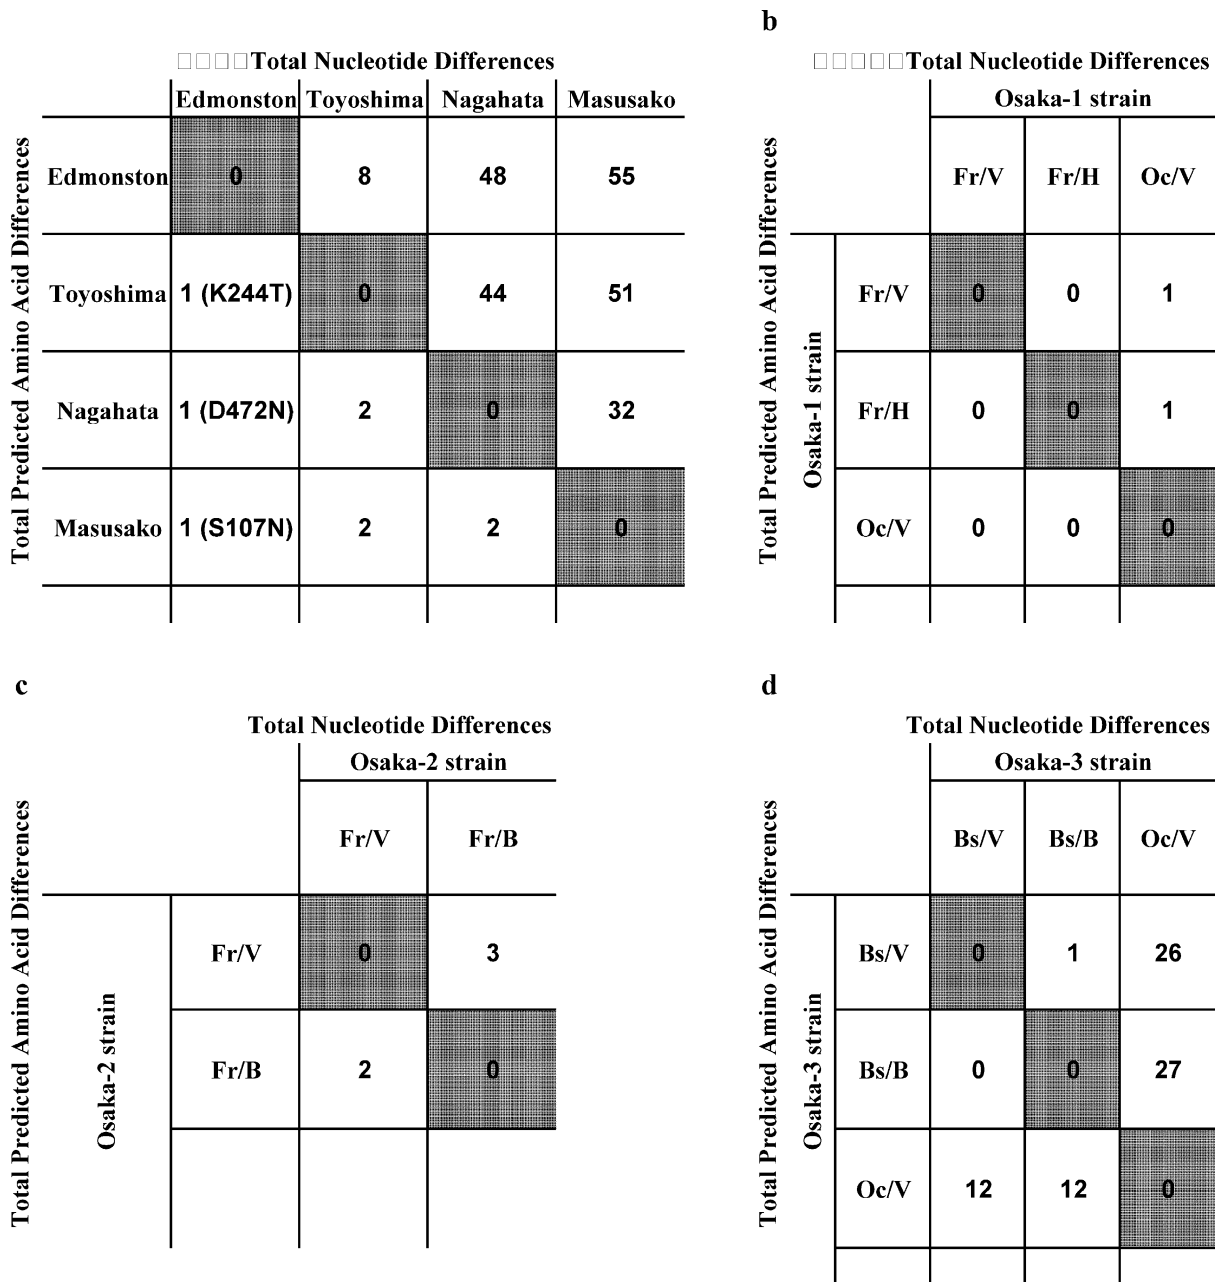 b
□□□□Total Nucleotide Differences
Edmonston Toyoshima Nagahata Masusako
Total Predicted Amino Acid Differences
Edmonston 0 8 48 55
Toyoshima 1 (K244T) 0 44 51
Nagahata 1 (D472N) 2 0 32
Masusako 1 (S107N) 2 2 0
□□□□□Total Nucleotide Differences
Osaka-1 strain
Fr/V Fr/H Oc/V
Total Predicted Amino Acid Differences
Osaka-1 strain
Fr/V 0 0 1
Fr/H 0 0 1
Oc/V 0 0 0
c
Total Nucleotide Differences
Osaka-2 strain
Fr/V Fr/B
Total Predicted Amino Acid Differences
Osaka-2 strain
Fr/V 0 3
Fr/B 2 0
d
Total Nucleotide Differences
Osaka-3 strain
Bs/V Bs/B Oc/V
Total Predicted Amino Acid Differences
Osaka-3 strain
Bs/V 0 1 26
Bs/B 0 0 27
Oc/V 12 12 0